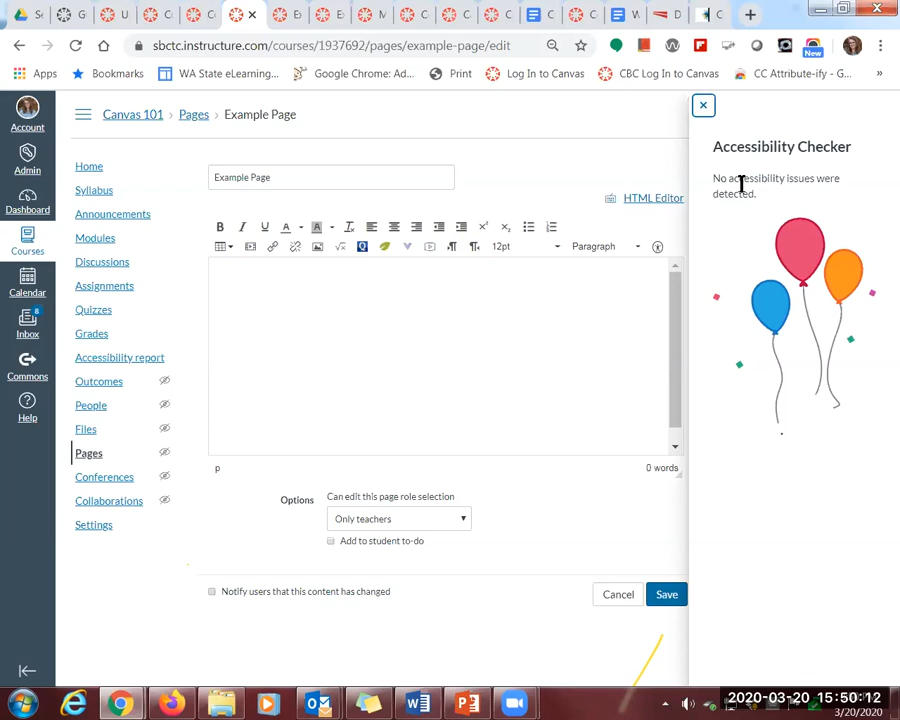 sbctc.instructure.com/courses/1937692/pages/example-page/edit
New
Apps Bookmarks WA State eLearning... Google Chrome: Ad... Print Log In to Canvas CBC Log In to Canvas CC Attribute-ify - G... »
Account
Admin
Dashboard
Courses
Calendar
8
Inbox
Commons
Help
Canvas 101 > Pages > Example Page
Home
Syllabus
Announcements
Modules
Discussions
Assignments
Quizzes
Grades
Accessibility report
Outcomes
People
Files
Pages
Conferences
Collaborations
Settings
Example Page
HTML Editor
12pt Paragraph
p 0 words
Options
Can edit this page role selection
Only teachers
Add to student to-do
Notify users that this content has changed
Cancel Save
Accessibility Checker
No accessibility issues were
detected.
2020-03-20 15:50:12
3/20/2020